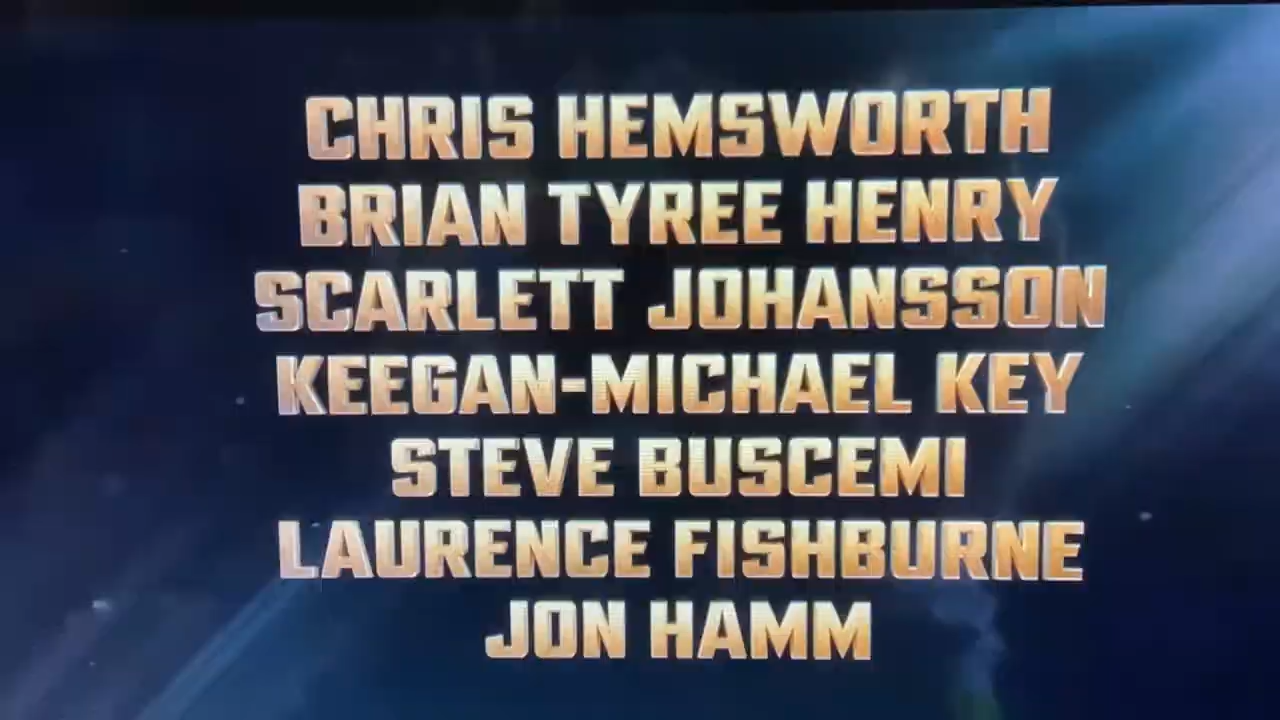 CHRIS HEMSWORTH
BRIAN TYREE HENRY
SCARLETT JOHANSSON
KEEGAN-MICHAEL KEY
STEVE BUSCEMI
LAURENCE FISHBURNE
JON HAMM